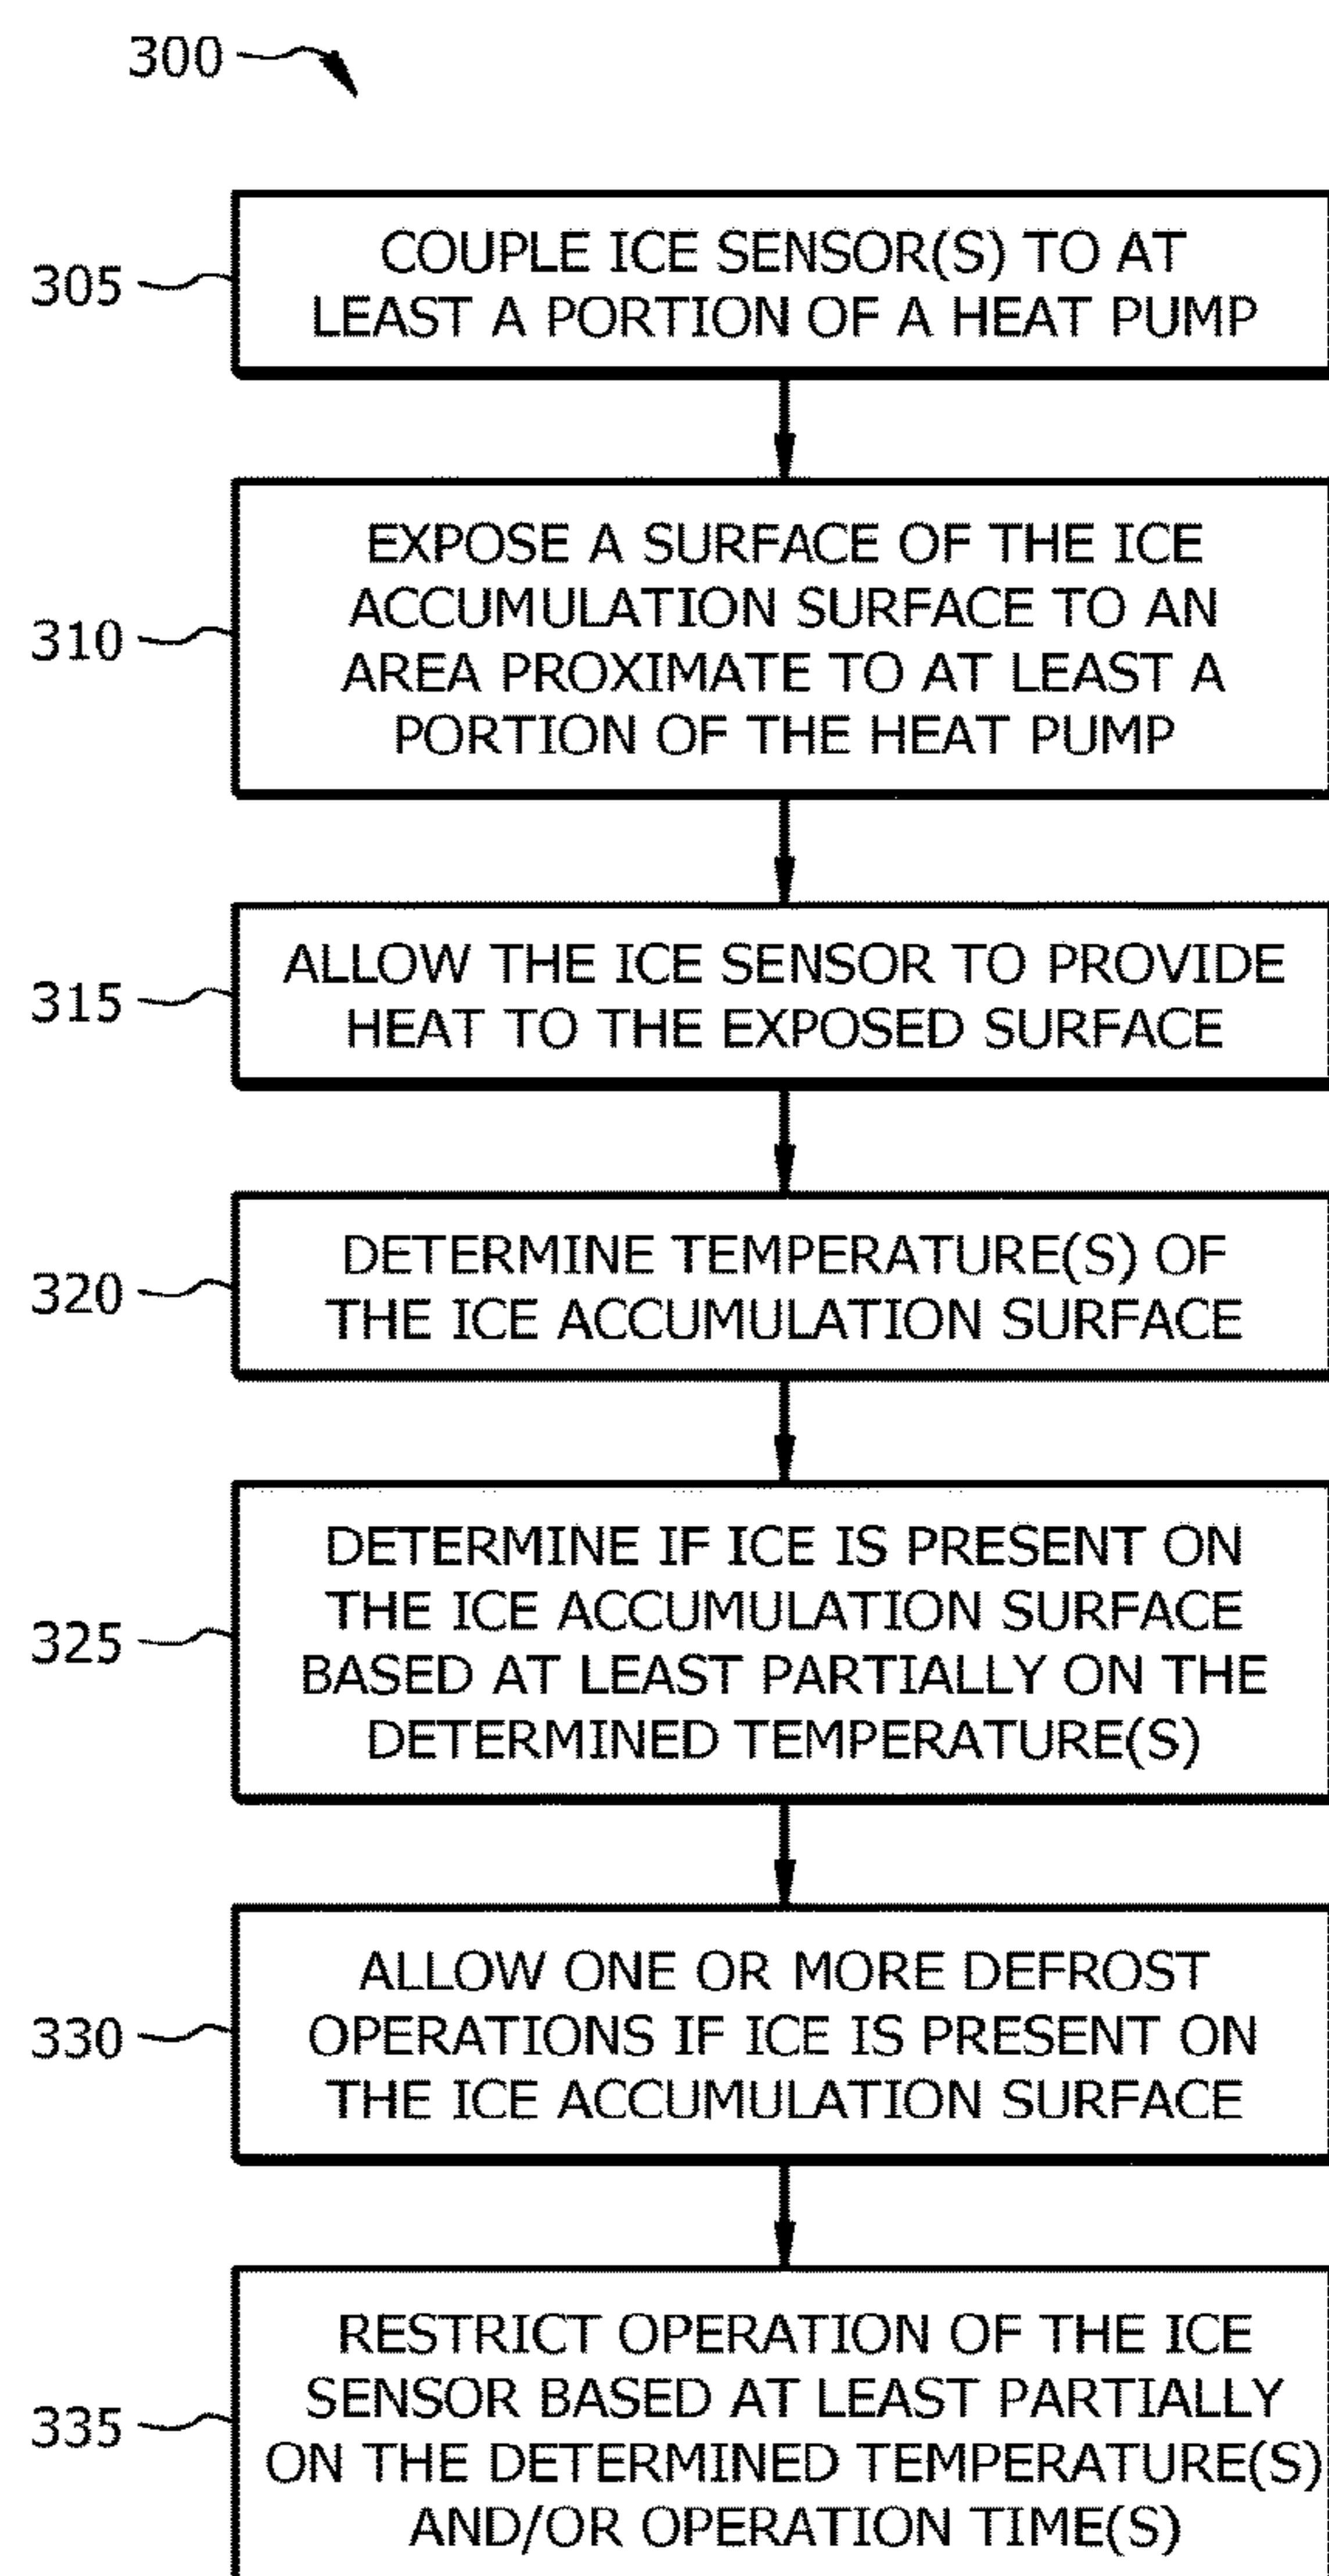 300
305
COUPLE ICE SENSOR(S) TO AT
LEAST A PORTION OF A HEAT PUMP
310
EXPOSE A SURFACE OF THE ICE
ACCUMULATION SURFACE TO AN
AREA PROXIMATE TO AT LEAST A
PORTION OF THE HEAT PUMP
315
ALLOW THE ICE SENSOR TO PROVIDE
HEAT TO THE EXPOSED SURFACE
320
DETERMINE TEMPERATURE(S) OF
THE ICE ACCUMULATION SURFACE
325
DETERMINE IF ICE IS PRESENT ON
THE ICE ACCUMULATION SURFACE
BASED AT LEAST PARTIALLY ON THE
DETERMINED TEMPERATURE(S)
330
ALLOW ONE OR MORE DEFROST
OPERATIONS IF ICE IS PRESENT ON
THE ICE ACCUMULATION SURFACE
335
RESTRICT OPERATION OF THE ICE
SENSOR BASED AT LEAST PARTIALLY
ON THE DETERMINED TEMPERATURE(S)
AND/OR OPERATION TIME(S)